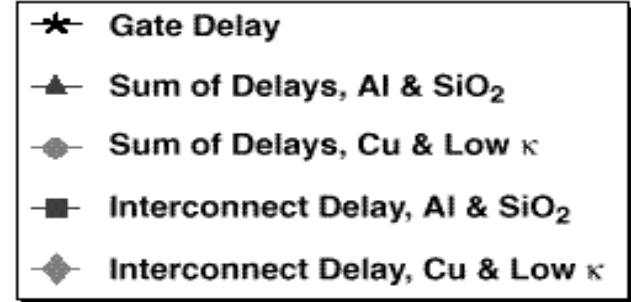 Gate Delay
Sum of Delays, Al & SiO₂
Sum of Delays, Cu & Low κ
Interconnect Delay, Al & SiO₂
Interconnect Delay, Cu & Low κ